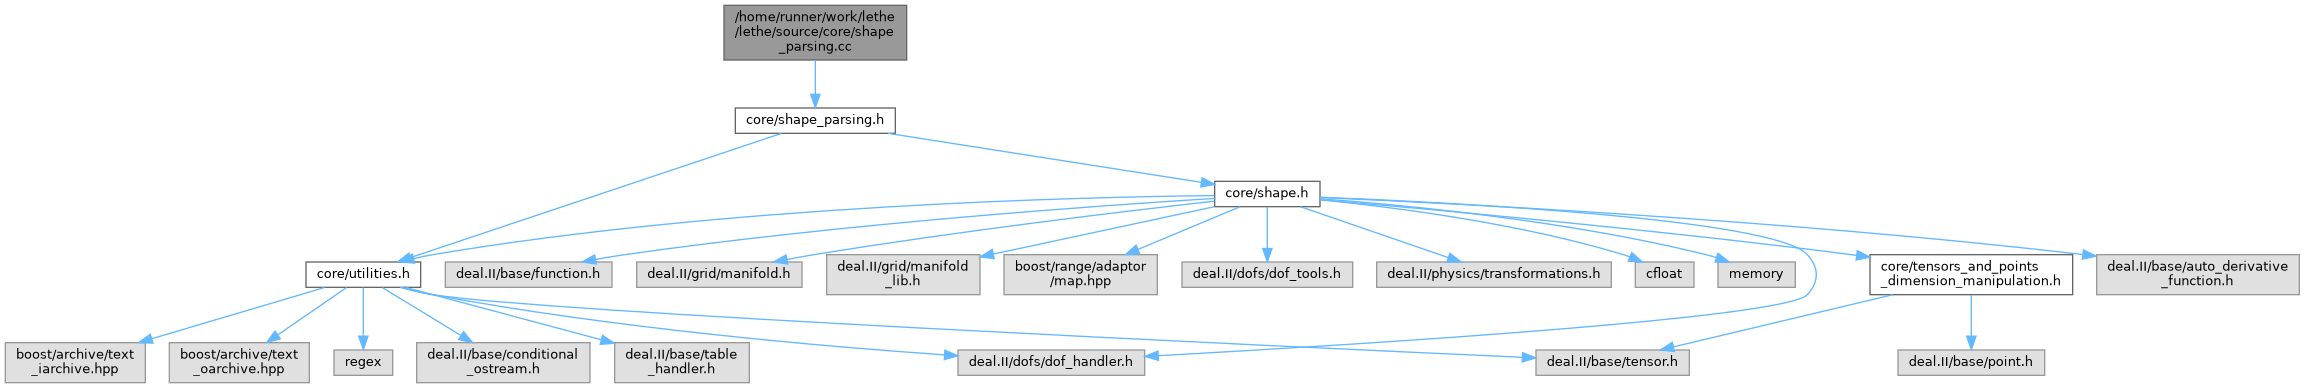 /home/runner/work/lethe
/lethe/source/core/shape
_parsing.cc
core/shape_parsing.h
core/shape.h
core/utilities.h
deal.II/base/function.h
deal.II/grid/manifold.h
deal.II/grid/manifold
_lib.h
boost/range/adaptor
/map.hpp
deal.II/dofs/dof_tools.h
deal.II/physics/transformations.h
cfloat
memory
core/tensors_and_points
_dimension_manipulation.h
deal.II/base/auto_derivative
_function.h
boost/archive/text
_iarchive.hpp
boost/archive/text
_oarchive.hpp
regex
deal.II/base/conditional
_ostream.h
deal.II/base/table
_handler.h
deal.II/dofs/dof_handler.h
deal.II/base/tensor.h
deal.II/base/point.h